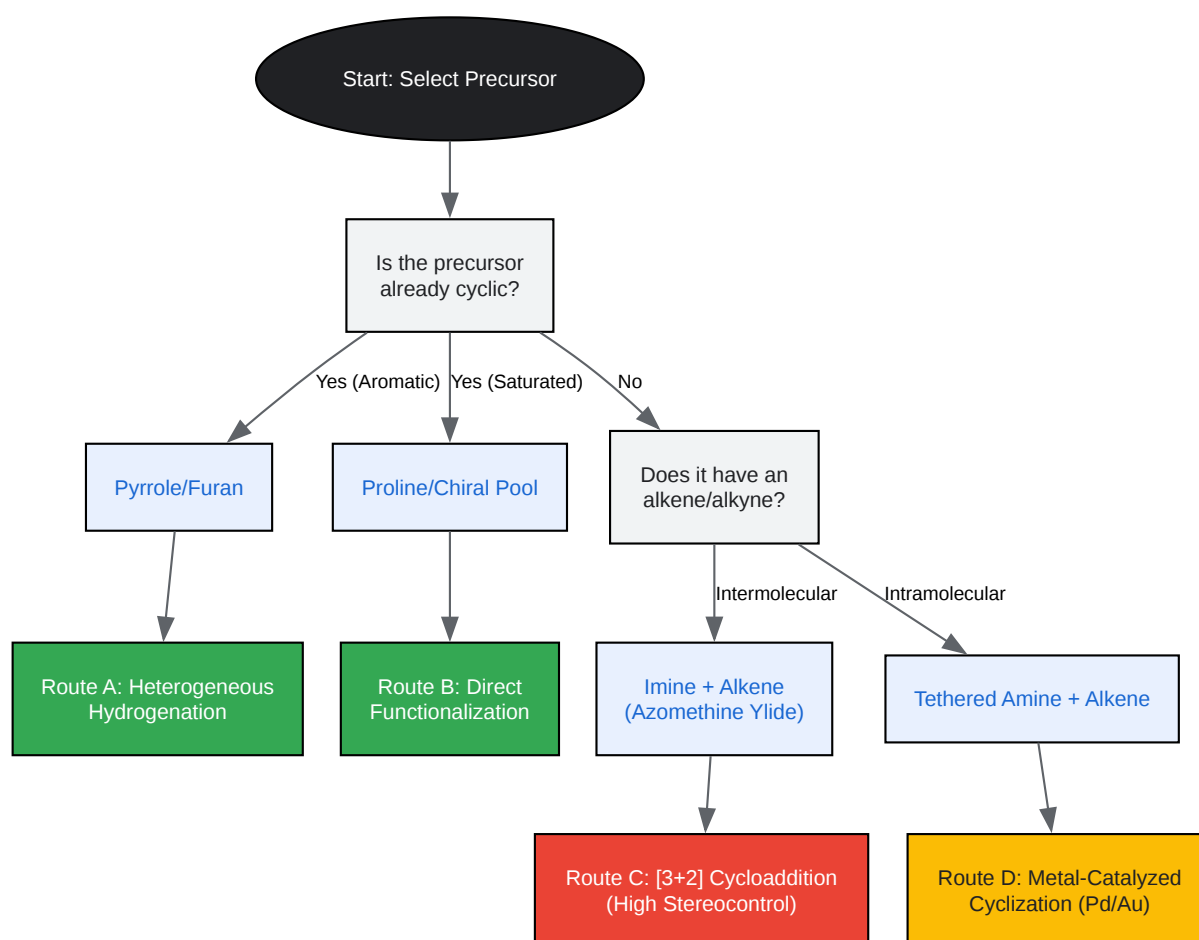 Start: Select Precursor
Is the precursor
already cyclic?
Yes (Aromatic)
Yes (Saturated)
No
Pyrrole/Furan
Proline/Chiral Pool
Does it have an
alkene/alkyne?
Intermolecular
Intramolecular
Route A: Heterogeneous
Hydrogenation
Route B: Direct
Functionalization
Imine + Alkene
(Azomethine Ylide)
Tethered Amine + Alkene
Route C: [3+2] Cycloaddition
(High Stereocontrol)
Route D: Metal-Catalyzed
Cyclization (Pd/Au)